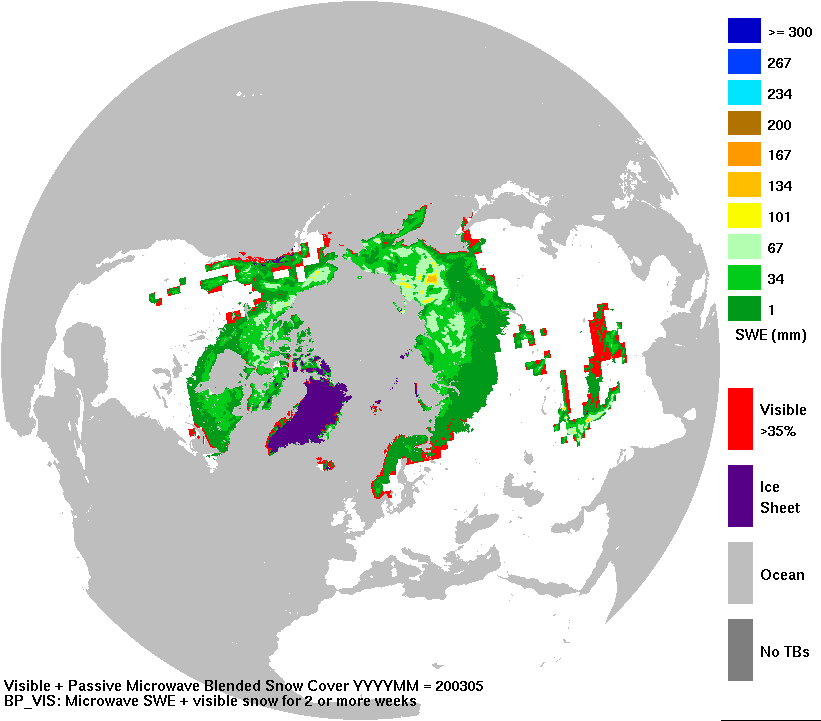 >= 300
267
234
200
167
134
101
67
34
1
SWE (mm)
Visible
>35%
Ice
Sheet
Ocean
No TBs
Visible + Passive Microwave Blended Snow Cover YYYYMM = 200305
BP_VIS: Microwave SWE + visible snow for 2 or more weeks